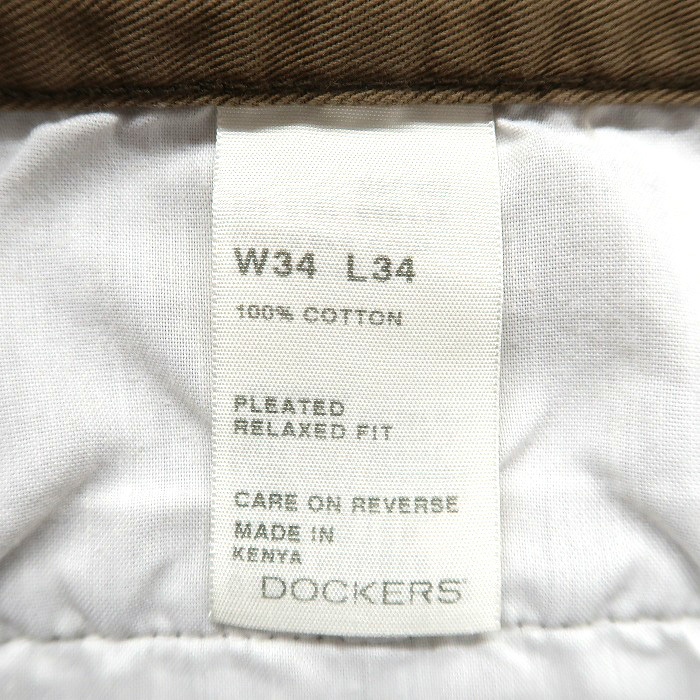 W34 L34
100% COTTON
PLEATED
RELAXED FIT
CARE ON REVERSE
MADE IN
KENYA
DOCKERS